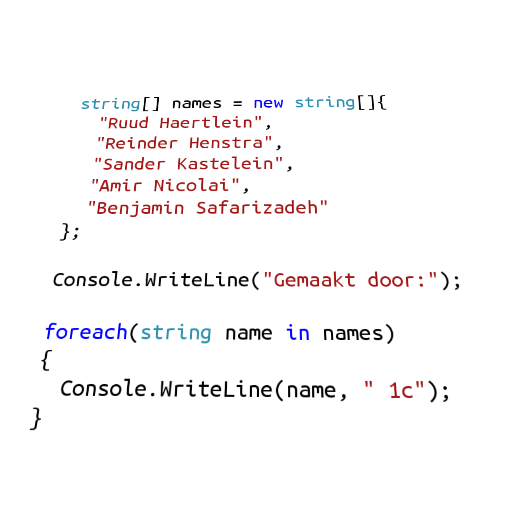 string[] names = new string[]{
"Ruud Haertlein",
"Reinder Henstra",
"Sander Kastelein",
"Amir Nicolai",
"Benjamin Safarizadeh"
};
Console.WriteLine("Gemaakt door:");
foreach(string name in names)
{
Console.WriteLine(name, " 1c");
}